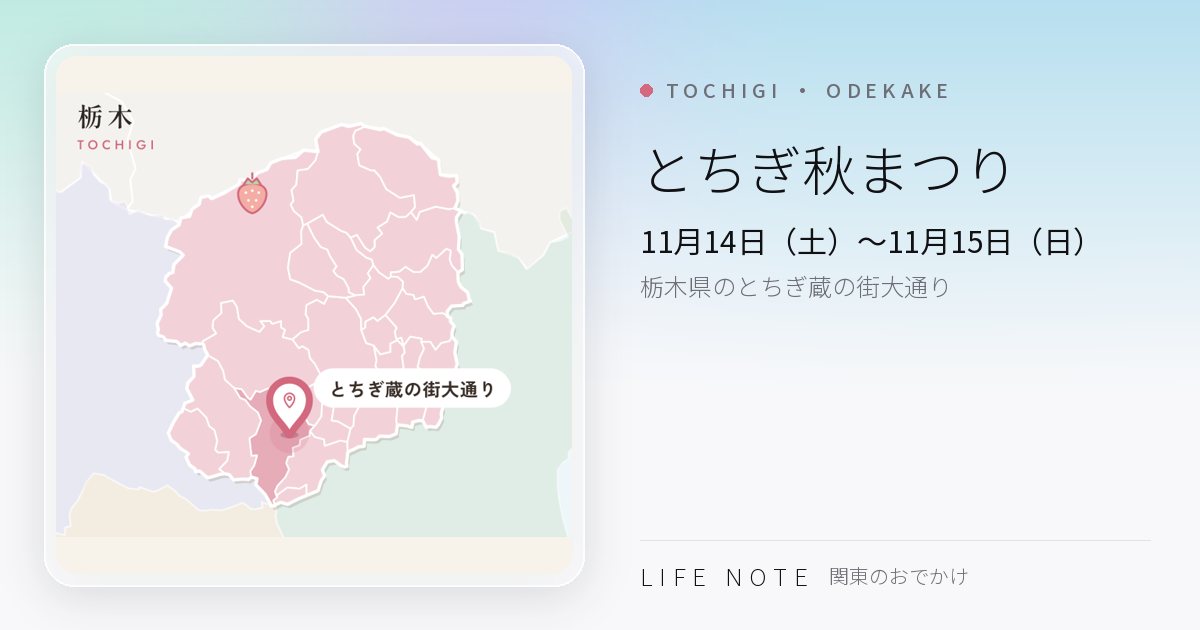 栃木
TOCHIGI
とちぎ蔵の街大通り
TOCHIGI • ODEKAKE
とちぎ秋まつり
11月14日（土）〜11月15日（日）
栃木県のとちぎ蔵の街大通り
LIFE NOTE 関東のおでかけ